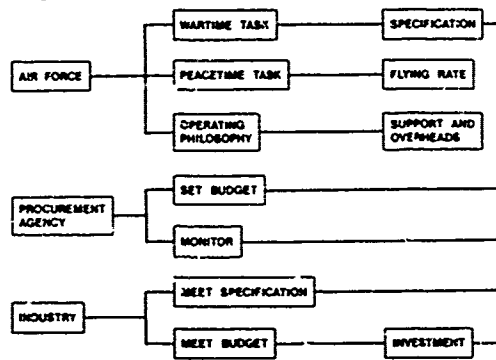 WARTIME TASK
SPECIFICATION
AIR FORCE
PEACETIME TASK
FLYING RATE
OPERATING
PHILOSOPHY
SUPPORT AND
OVERHEADS
SET BUDGET
PROCUREMENT
AGENCY
MONITOR
MEET SPECIFICATION
INDUSTRY
MEET BUDGET
INVESTMENT